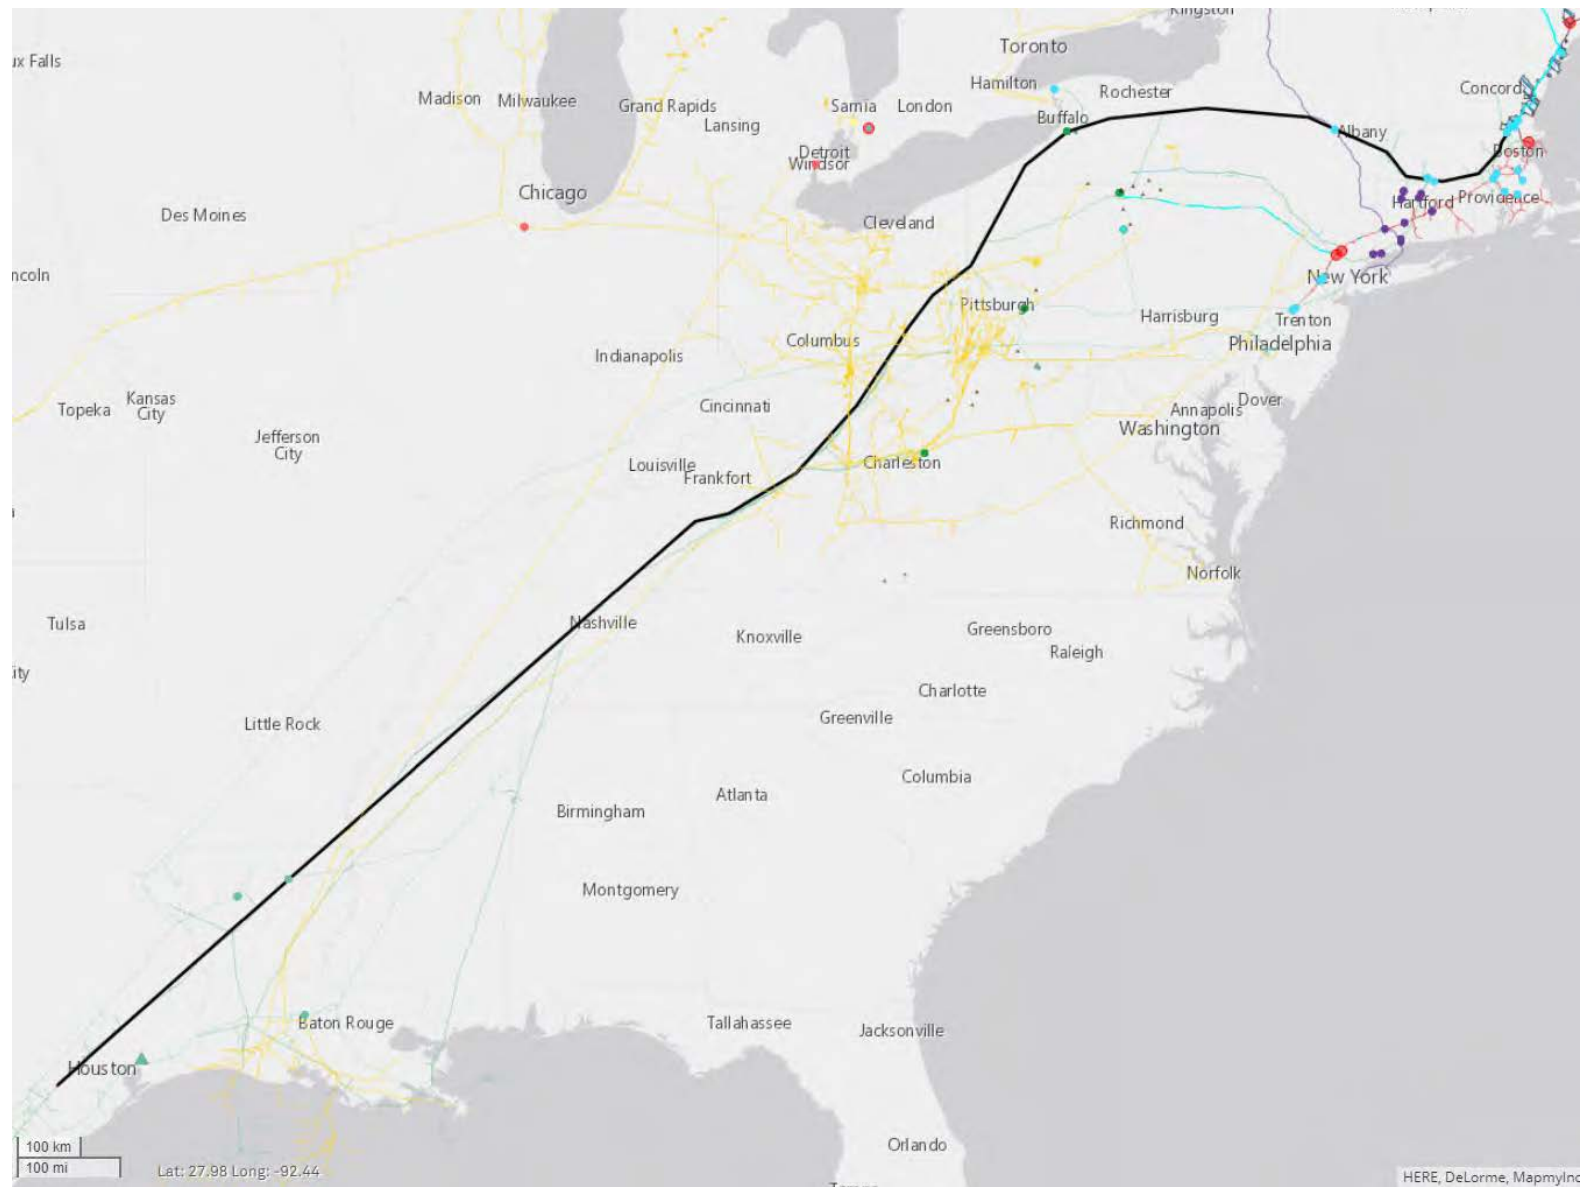 Kingston
ux Falls
Toronto
Hamilton
Rochester
Concord
Madison
Milwaukee
Grand Rapids
Sarnia
London
Lansing
Buffalo
Albany
Detroit
Windsor
Boston
Chicago
Hartford
Providence
Des Moines
Cleveland
ncoln
New York
Pittsburgh
Harrisburg
Trenton
Columbus
Philadelphia
Indianapolis
Topeka
Kansas
City
Cincinnati
Annapolis
Dover
Washington
Jefferson
City
Louisville
Frankfort
Charleston
Richmond
Norfolk
Tulsa
Nashville
Knoxville
Greensboro
Raleigh
ity
Charlotte
Little Rock
Greenville
Columbia
Atlanta
Birmingham
Montgomery
Baton Rouge
Tallahassee
Jacksonville
Houston
Orlando
100 km
100 mi
Lat: 27.98 Long: -92.44
HERE, DeLorme, MapmyInd